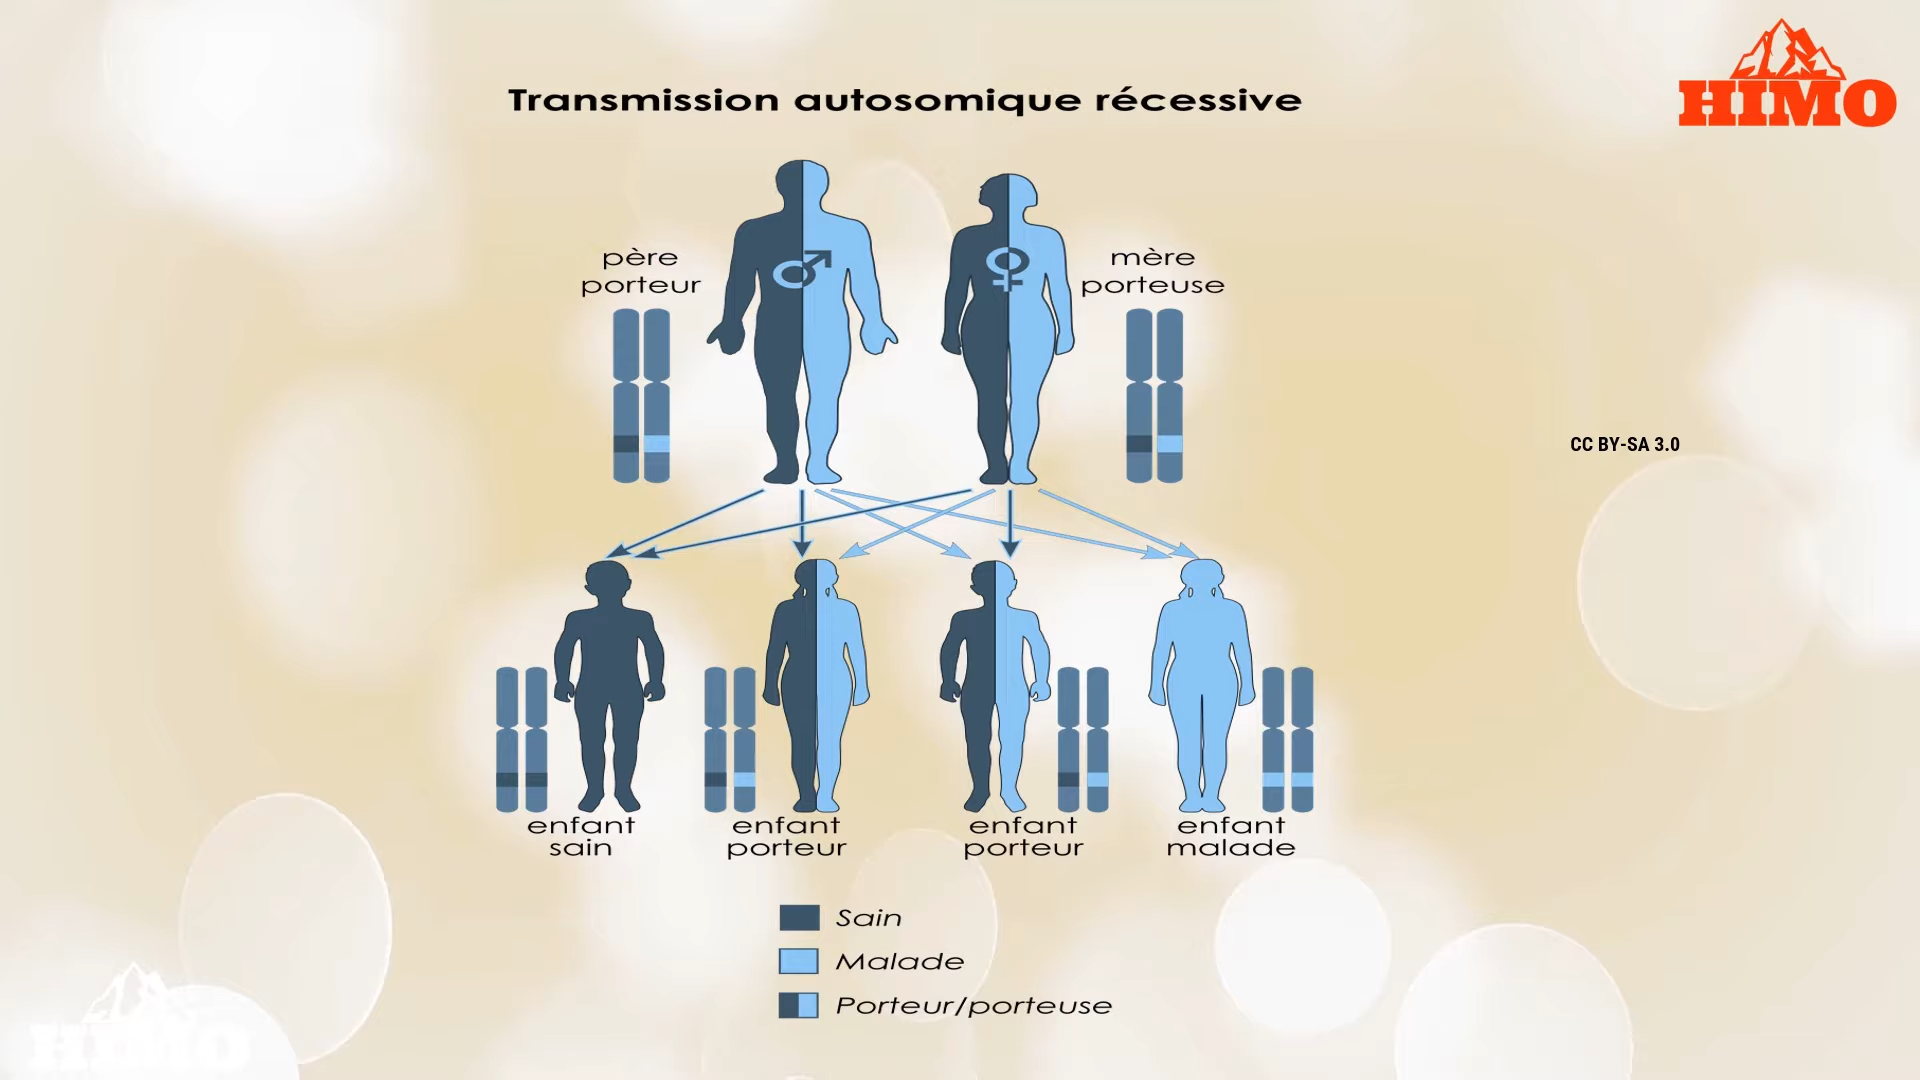 Transmission autosomique récessive
HIMO
père
porteur
mère
porteuse
CC BY-SA 3.0
enfant
sain
enfant
porteur
enfant
porteur
enfant
malade
Sain
Malade
Porteur/porteuse
HIMO